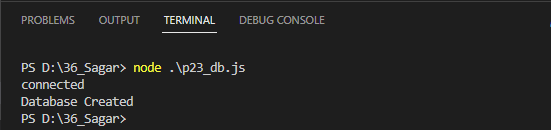 PROBLEMS OUTPUT TERMINAL DEBUG CONSOLE
PS D:\36_Sagar> node .\p23_db.js
connected
Database Created
PS D:\36_Sagar>